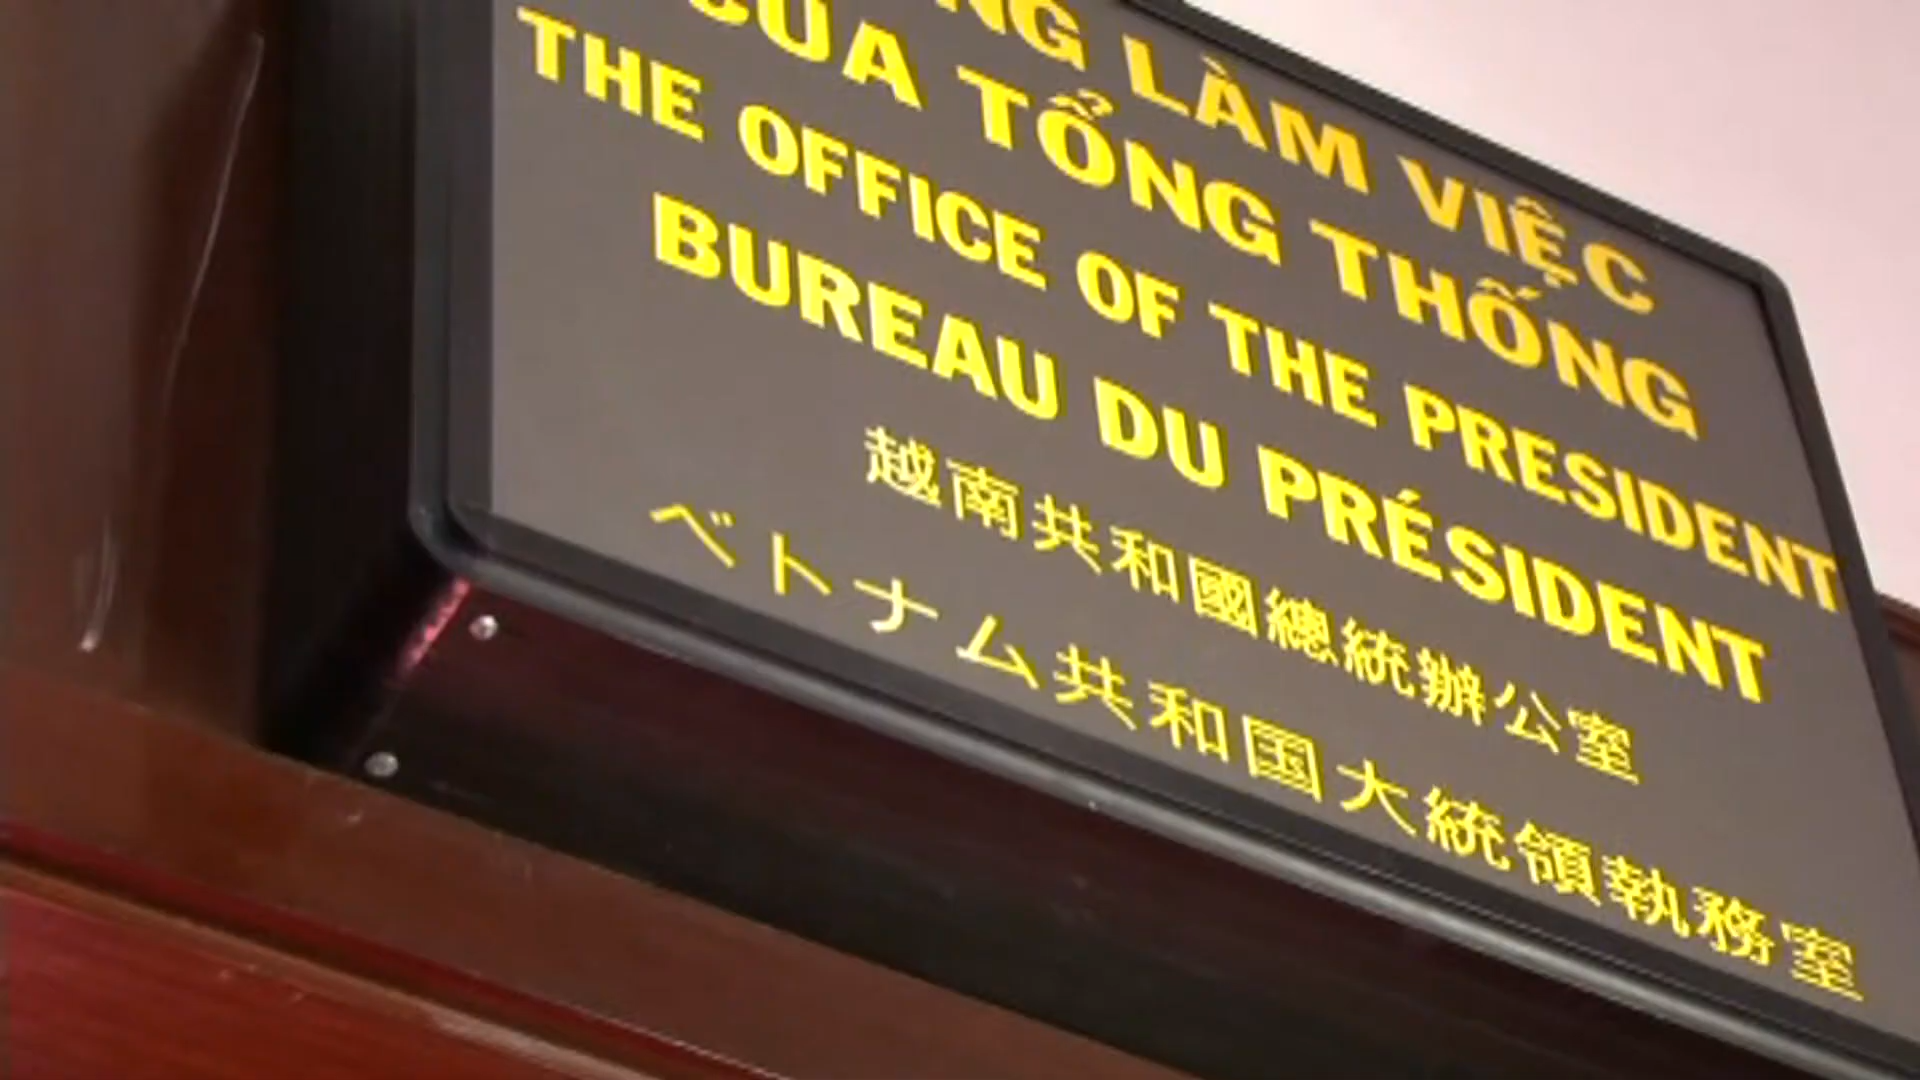 LÀM VIỆC
CỦA TỔNG THỐNG
THE OFFICE OF THE PRESIDENT
BUREAU DU PRÉSIDENT
越南共和國總統辦公室
ベトナム共和国大統領執務室